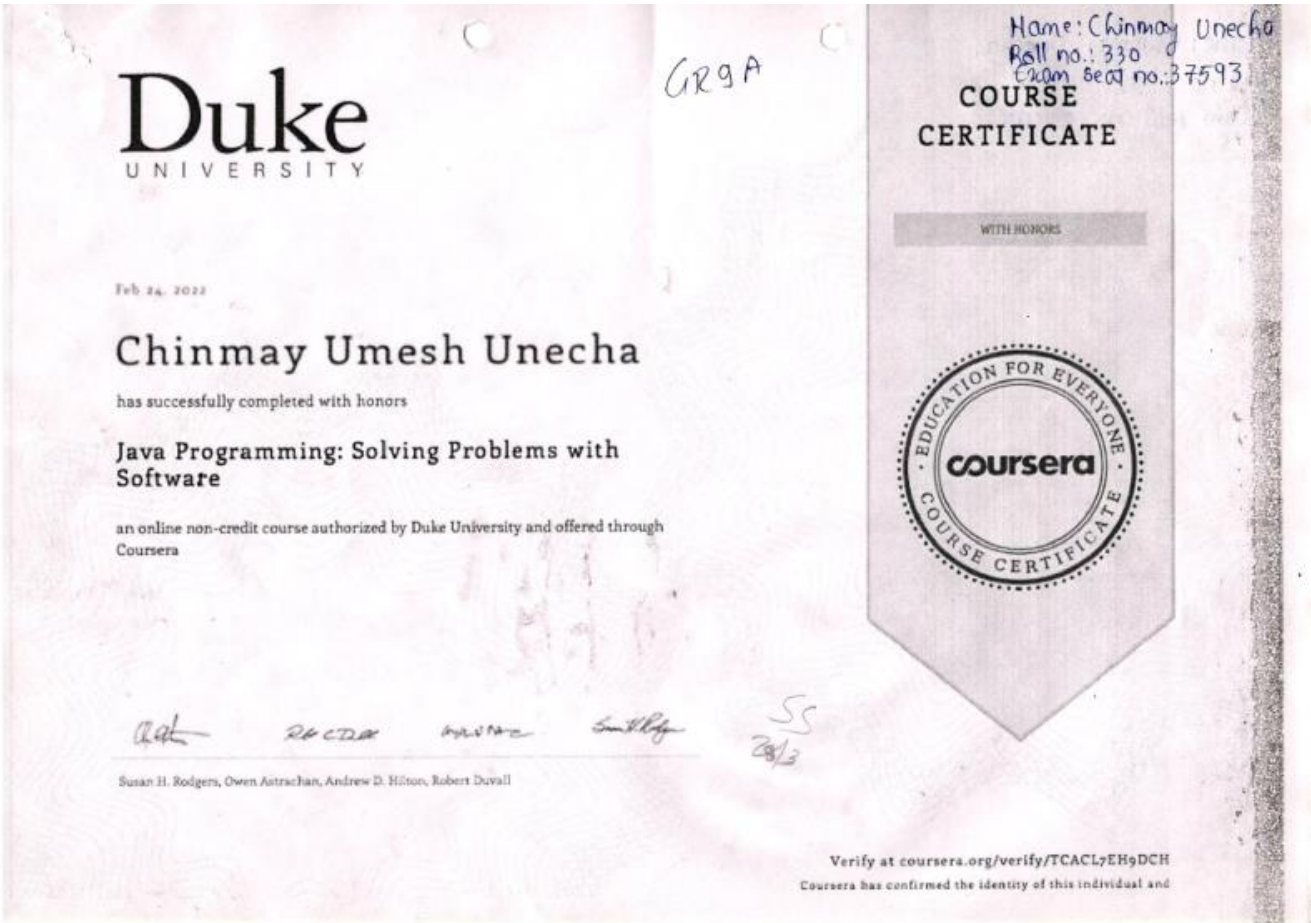 Name: Chinmay Unecha
Roll no.: 330
Exam seat no.: 37593
GR9A
Duke
UNIVERSITY
COURSE
CERTIFICATE
WITH HONORS
Feb 24, 2022
Chinmay Umesh Unecha
has successfully completed with honors
Java Programming: Solving Problems with
Software
an online non-credit course authorized by Duke University and offered through
Coursera
EDUCATION FOR EVERYONE
coursera
COURSE CERTIFICATE
SS
28/3
Susan H. Rodgers, Owen Astrachan, Andrew D. Hilton, Robert Duvall
Verify at coursera.org/verify/TCACL7EH9DCH
Coursera has confirmed the identity of this individual and